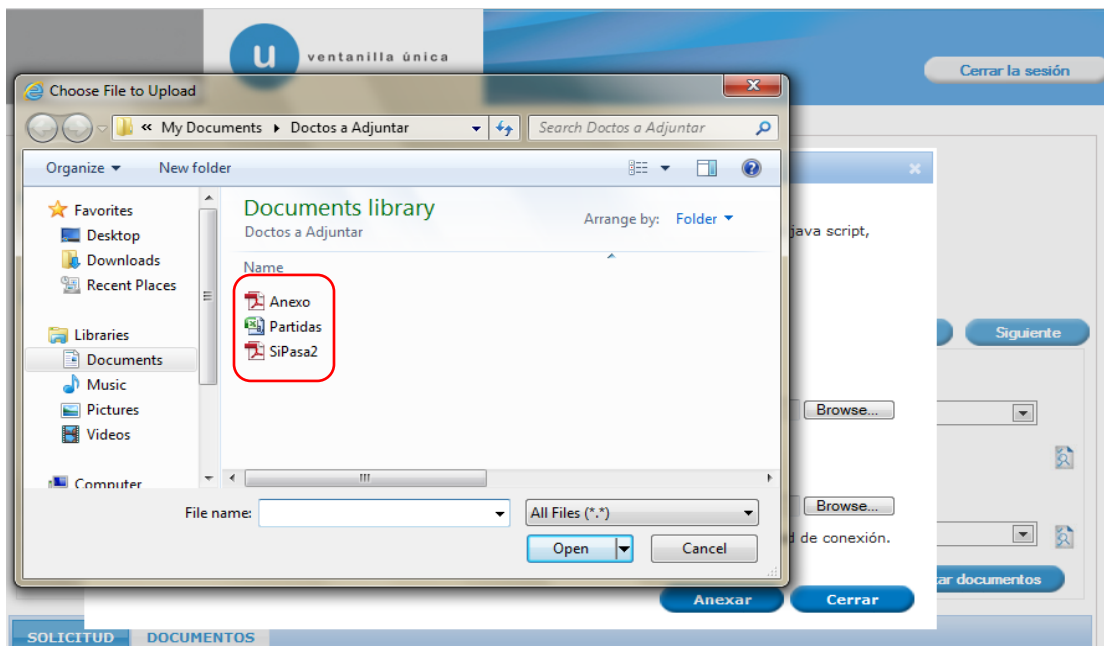 u ventanilla única
Cerrar la sesión
Choose File to Upload
« My Documents Doctos a Adjuntar
Search Doctos a Adjuntar
Organize New folder
Favorites
Desktop
Downloads
Recent Places
Libraries
Documents
Music
Pictures
Videos
Computer
Documents library
Doctos a Adjuntar
Arrange by: Folder
Name
Anexo
Partidas
SiPasa2
File name:
All Files (*.*)
Open
Cancel
java script,
Siguiente
Browse...
Browse...
de conexión.
documentos
Anexar
Cerrar
SOLICITUD
DOCUMENTOS